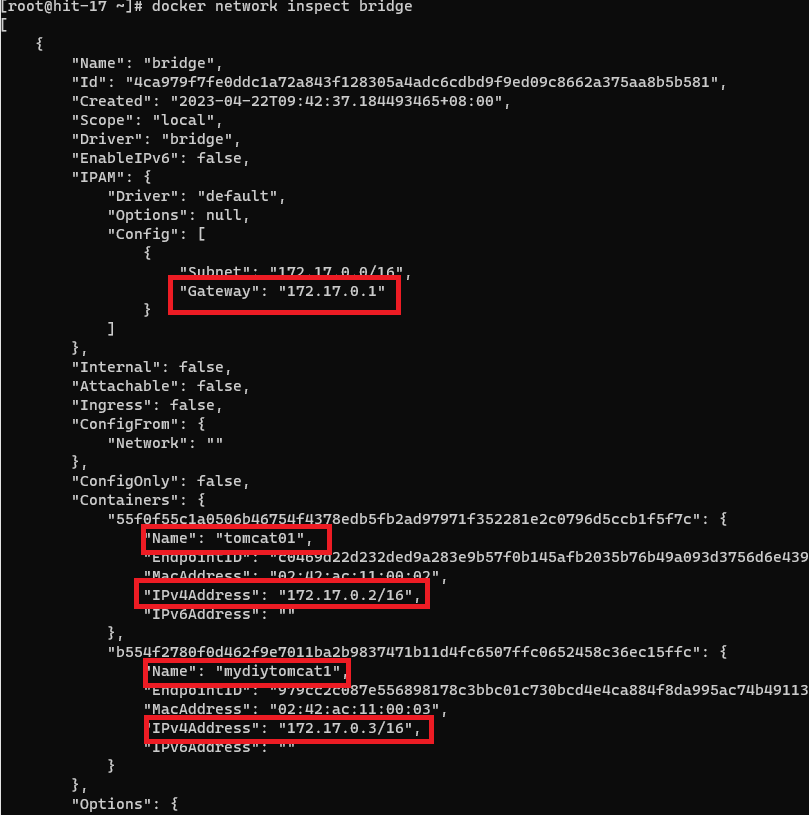 [root@hit-17 ~]# docker network inspect bridge
[
    {
        "Name": "bridge",
        "Id": "4ca979f7fe0ddc1a72a843f128305a4adc6cdbd9f9ed09c8662a375aa8b5b581",
        "Created": "2023-04-22T09:42:37.184493465+08:00",
        "Scope": "local",
        "Driver": "bridge",
        "EnableIPv6": false,
        "IPAM": {
            "Driver": "default",
            "Options": null,
            "Config": [
                {
                    "Subnet": "172.17.0.0/16",
                    "Gateway": "172.17.0.1"
                }
            ]
        },
        "Internal": false,
        "Attachable": false,
        "Ingress": false,
        "ConfigFrom": {
            "Network": ""
        },
        "ConfigOnly": false,
        "Containers": {
            "55f0f55c1a0506b46754f4378edb5fb2ad97971f352281e2c0796d5ccb1f5f7c": {
                "Name": "tomcat01",
                "EndpointID": "c0469d22d232ded9a283e9b57f0b145afb2035b76b49a093d3756d6e439
                "MacAddress": "02:42:ac:11:00:02",
                "IPv4Address": "172.17.0.2/16",
                "IPv6Address": ""
            },
            "b554f2780f0d462f9e7011ba2b9837471b11d4fc6507ffc0652458c36ec15ffc": {
                "Name": "mydiytomcat1",
                "EndpointID": "979cc2c087e556898178c3bbc01c730bcd4e4ca884f8da995ac74b49113
                "MacAddress": "02:42:ac:11:00:03",
                "IPv4Address": "172.17.0.3/16",
                "IPv6Address": ""
            }
        },
        "Options": {